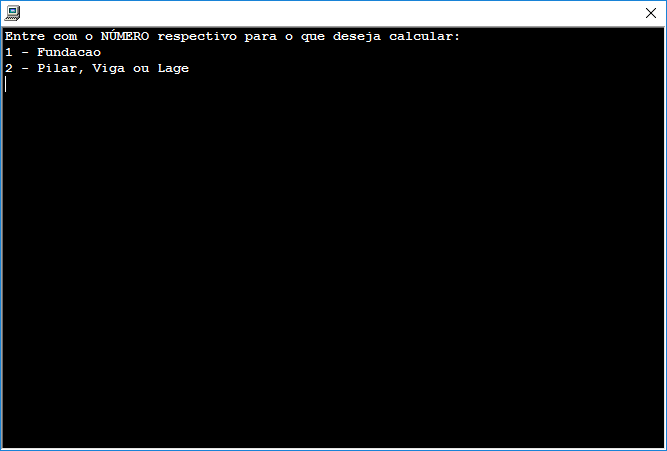 Entre com o NÚMERO respectivo para o que deseja calcular:
1 - Fundacao
2 - Pilar, Viga ou Lage